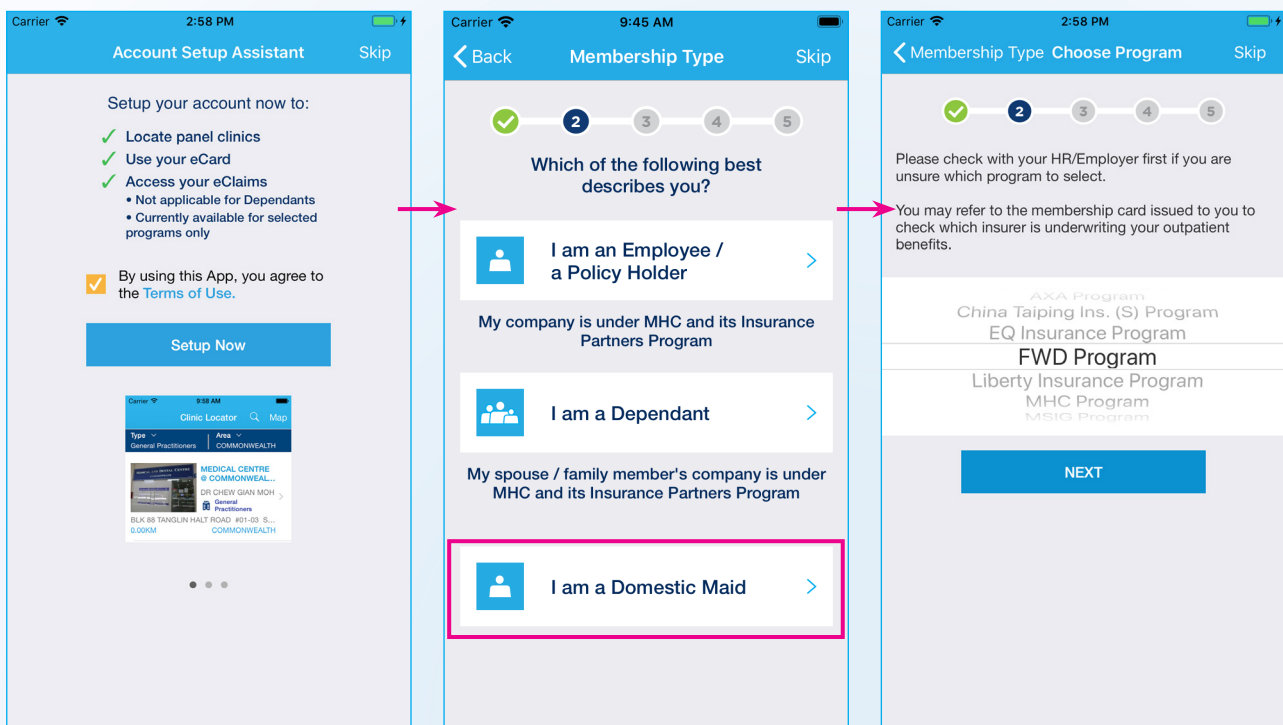 Carrier 2:58 PM
Account Setup Assistant Skip
Setup your account now to:
Locate panel clinics
Use your eCard
Access your eClaims
• Not applicable for Dependants
• Currently available for selected
programs only
By using this App, you agree to
the Terms of Use.
Setup Now
Carrier 9:58 AM
Clinic Locator Map
Type Area
General Practitioners COMMONWEALTH
MEDICAL CENTRE
@ COMMONWEAL...
DR CHEW GIAN MOH
General
Practitioners
BLK 88 TANGLIN HALT ROAD #01-03 S...
0.00KM COMMONWEALTH
Carrier 9:45 AM
Back Membership Type Skip
2 3 4 5
Which of the following best
describes you?
I am an Employee /
a Policy Holder
My company is under MHC and its Insurance
Partners Program
I am a Dependant
My spouse / family member's company is under
MHC and its Insurance Partners Program
I am a Domestic Maid
Carrier 2:58 PM
Membership Type Choose Program Skip
2 3 4 5
Please check with your HR/Employer first if you are
unsure which program to select.
You may refer to the membership card issued to you to
check which insurer is underwriting your outpatient
benefits.
AXA Program
China Taiping Ins. (S) Program
EQ Insurance Program
FWD Program
Liberty Insurance Program
MHC Program
MSIG Program
NEXT